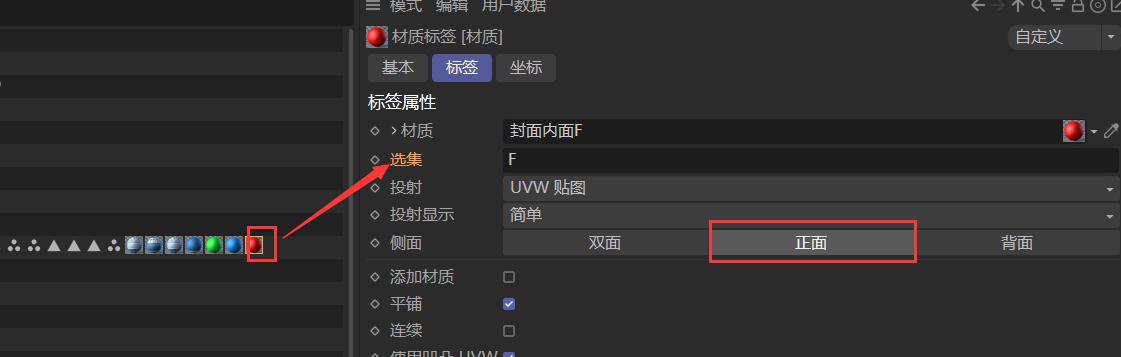 模式 编辑 用户数据
材质标签 [材质]
自定义
基本 标签 坐标
标签属性
材质 封面内面F
选集 F
投射 UVW 贴图
投射显示 简单
侧面 双面 正面 背面
添加材质
平铺
连续
使用凹凸 UVW